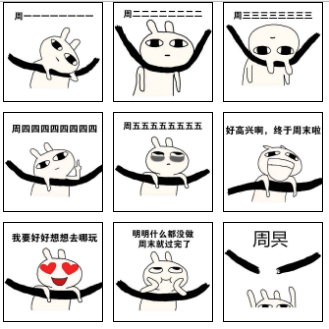 周一一一一一一一一
周二二二二二二二二
周三三三三三三三三
周四四四四四四四四
周五五五五五五五五
好高兴啊，终于周末啦
我要好好想想去哪玩
明明什么都没做
周末就过完了
周旲